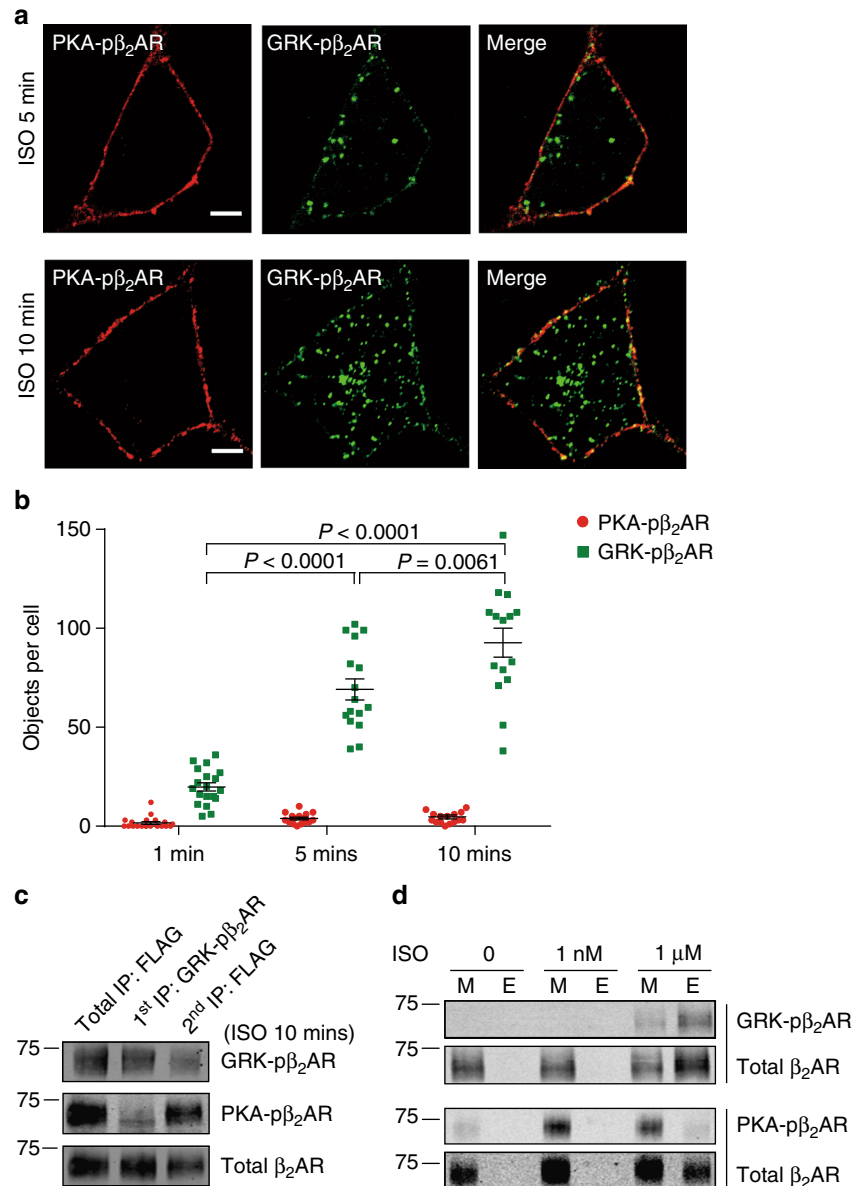 a
PKA-pβ₂AR GRK-pβ₂AR Merge
ISO 5 min
PKA-pβ₂AR GRK-pβ₂AR Merge
ISO 10 min
b
150
100
50
0
Objects per cell
P < 0.0001
P < 0.0001 P = 0.0061
PKA-pβ₂AR
GRK-pβ₂AR
1 min 5 mins 10 mins
c
Total IP: FLAG
1st IP: GRK-pβ₂AR
2nd IP: FLAG
(ISO 10 mins)
75
GRK-pβ₂AR
75
PKA-pβ₂AR
75
Total β₂AR
d
ISO 0 1 nM 1 μM
M E M E M E
75
GRK-pβ₂AR
75
Total β₂AR
75
PKA-pβ₂AR
75
Total β₂AR